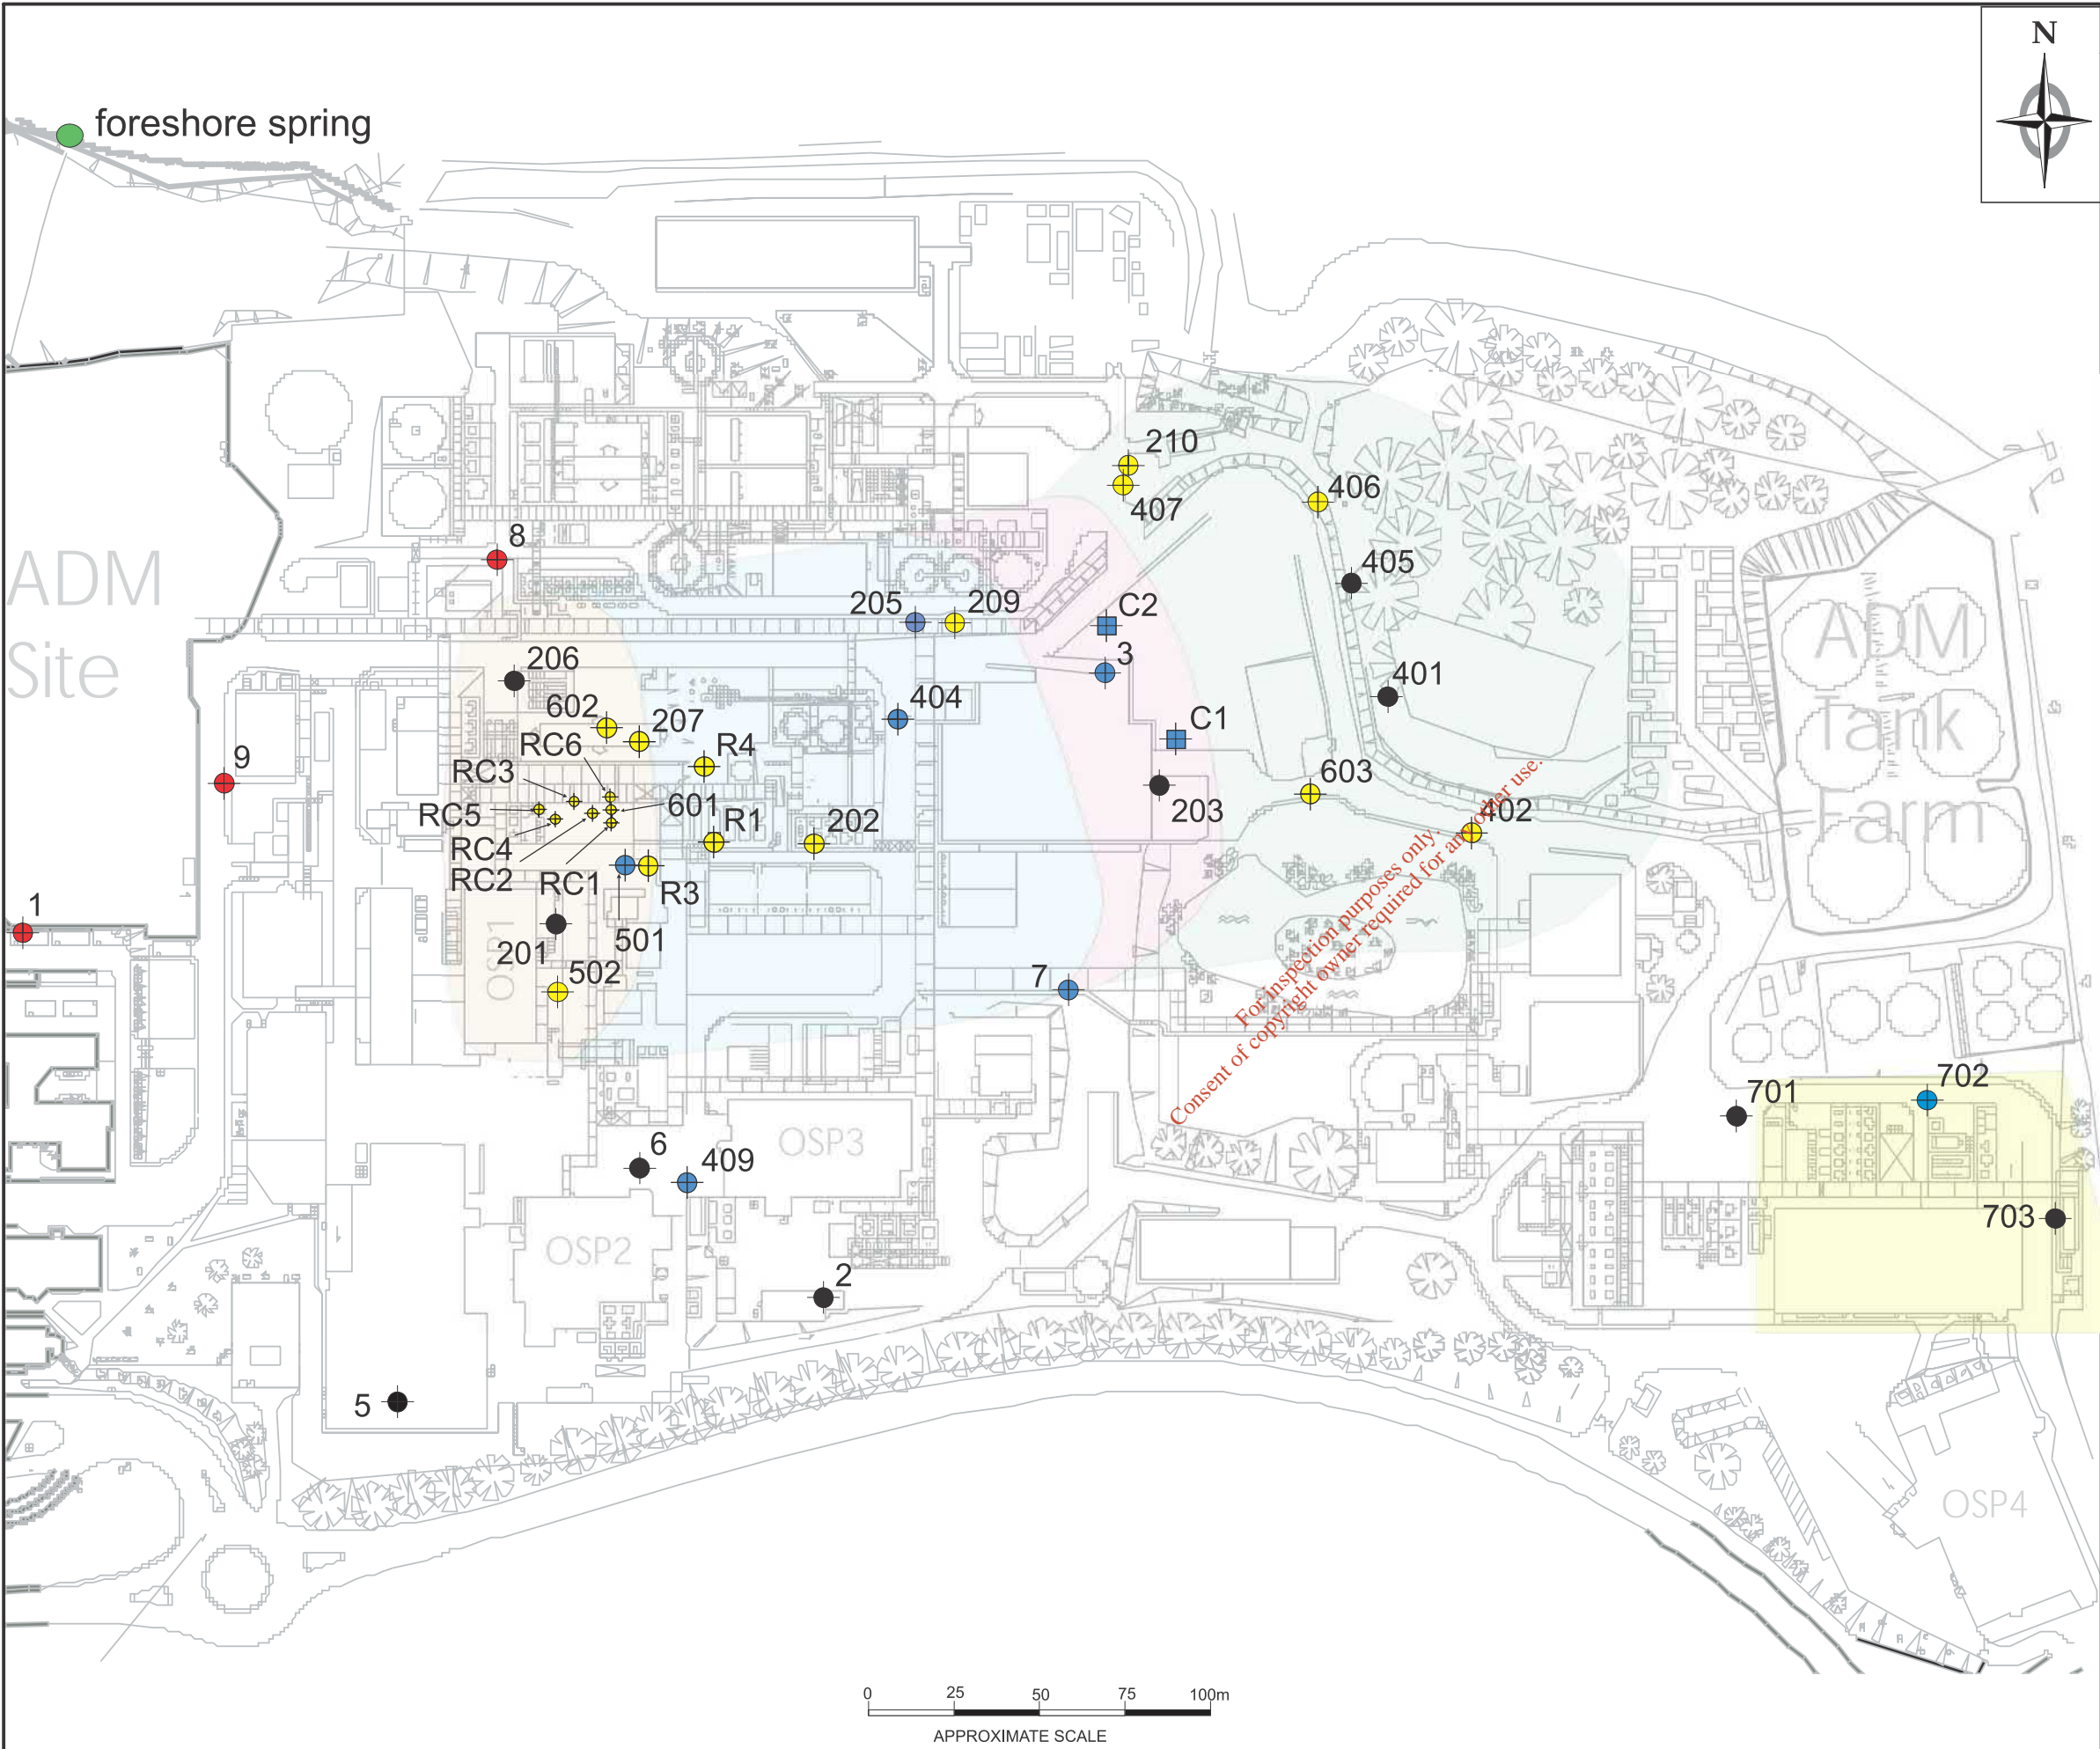 N
foreshore spring
210
407
406
8
ADM
Site
405
205
209
C2
3
ADM
Tank
Farm
206
401
404
602
207
C1
RC6
R4
9
RC3
603
601
RC5
203
402
R1
202
RC4
RC2
RC1
R3
1
501
201
OSP1
502
7
For inspection purposes only.
Consent of copyright owner required for any other use.
702
701
6
OSP3
409
703
OSP2
2
5
OSP4
0 25 50 75 100m
APPROXIMATE SCALE